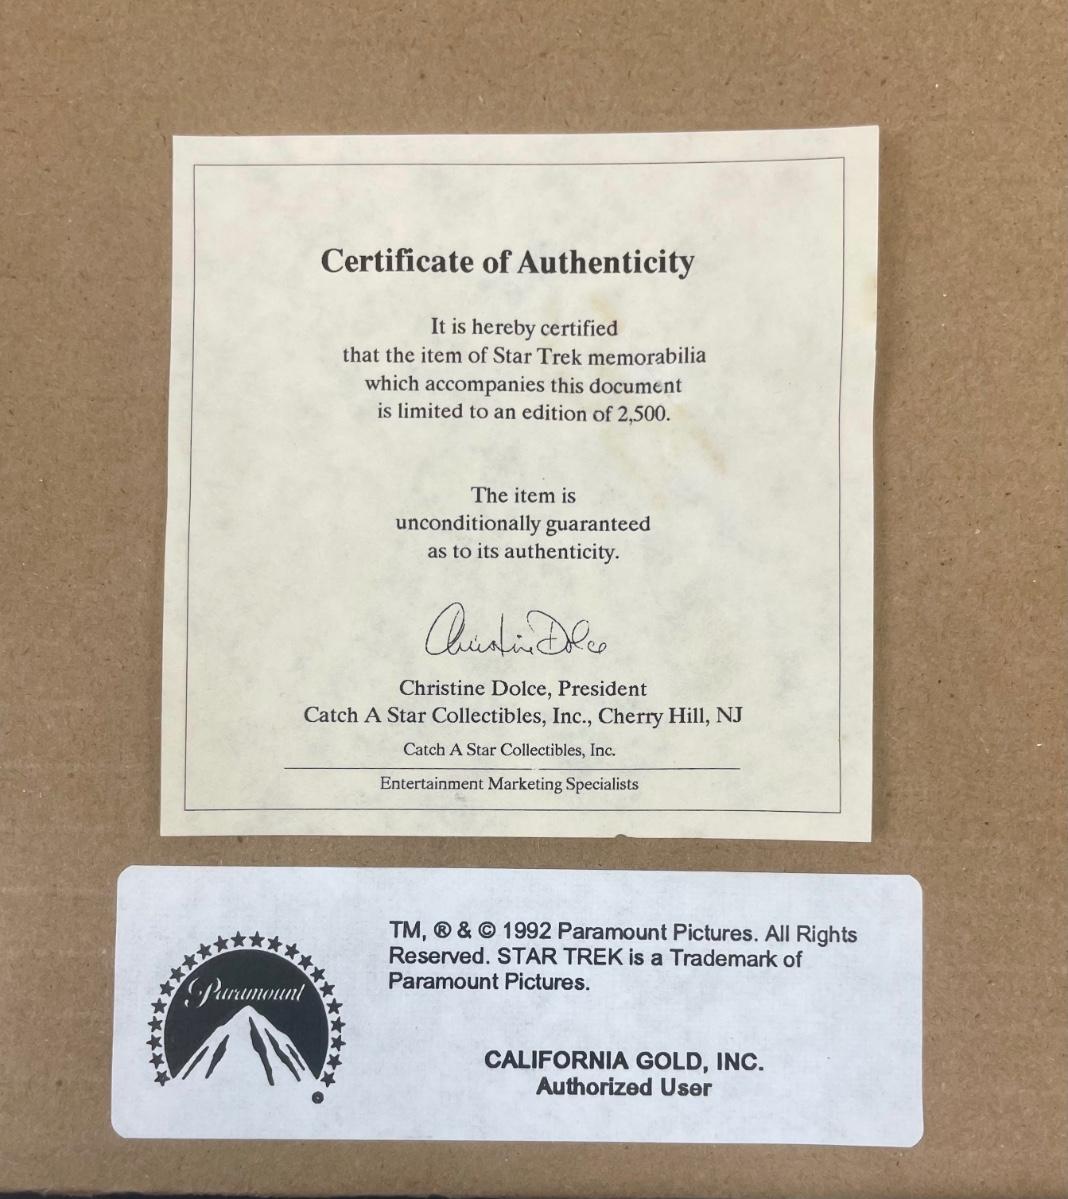 Certificate of Authenticity
It is hereby certified
that the item of Star Trek memorabilia
which accompanies this document
is limited to an edition of 2,500.
The item is
unconditionally guaranteed
as to its authenticity.
Christine Dolce
Christine Dolce, President
Catch A Star Collectibles, Inc., Cherry Hill, NJ
Catch A Star Collectibles, Inc.
Entertainment Marketing Specialists
Paramount
TM, ® & © 1992 Paramount Pictures. All Rights
Reserved. STAR TREK is a Trademark of
Paramount Pictures.
CALIFORNIA GOLD, INC.
Authorized User